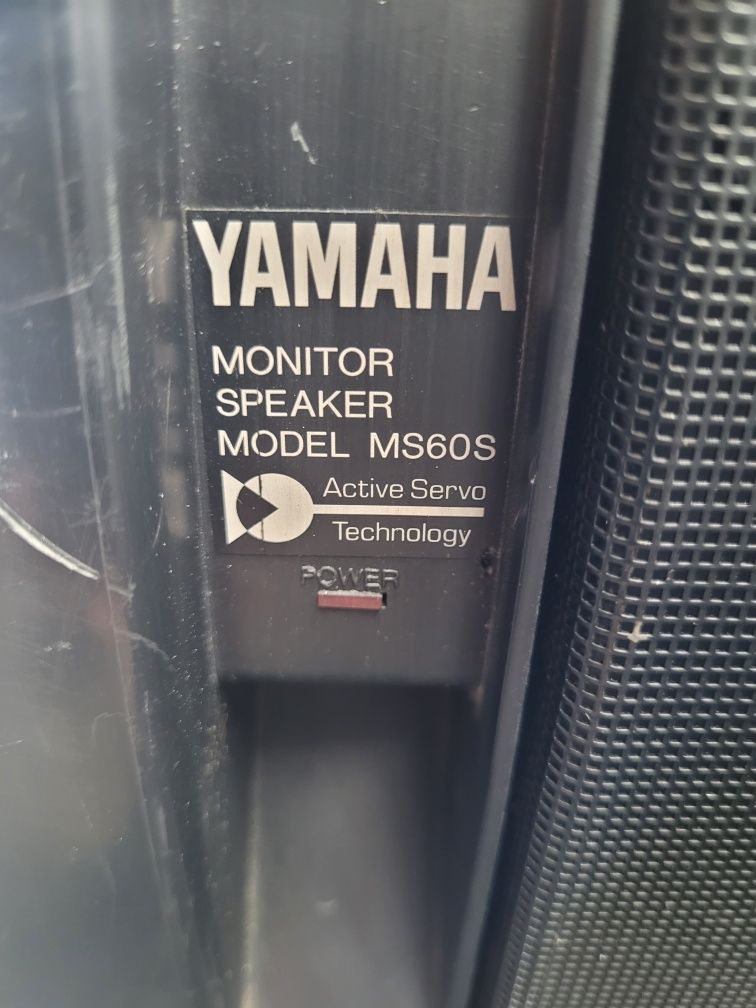 YAMAHA
MONITOR
SPEAKER
MODEL MS60S
Active Servo
Technology
POWER